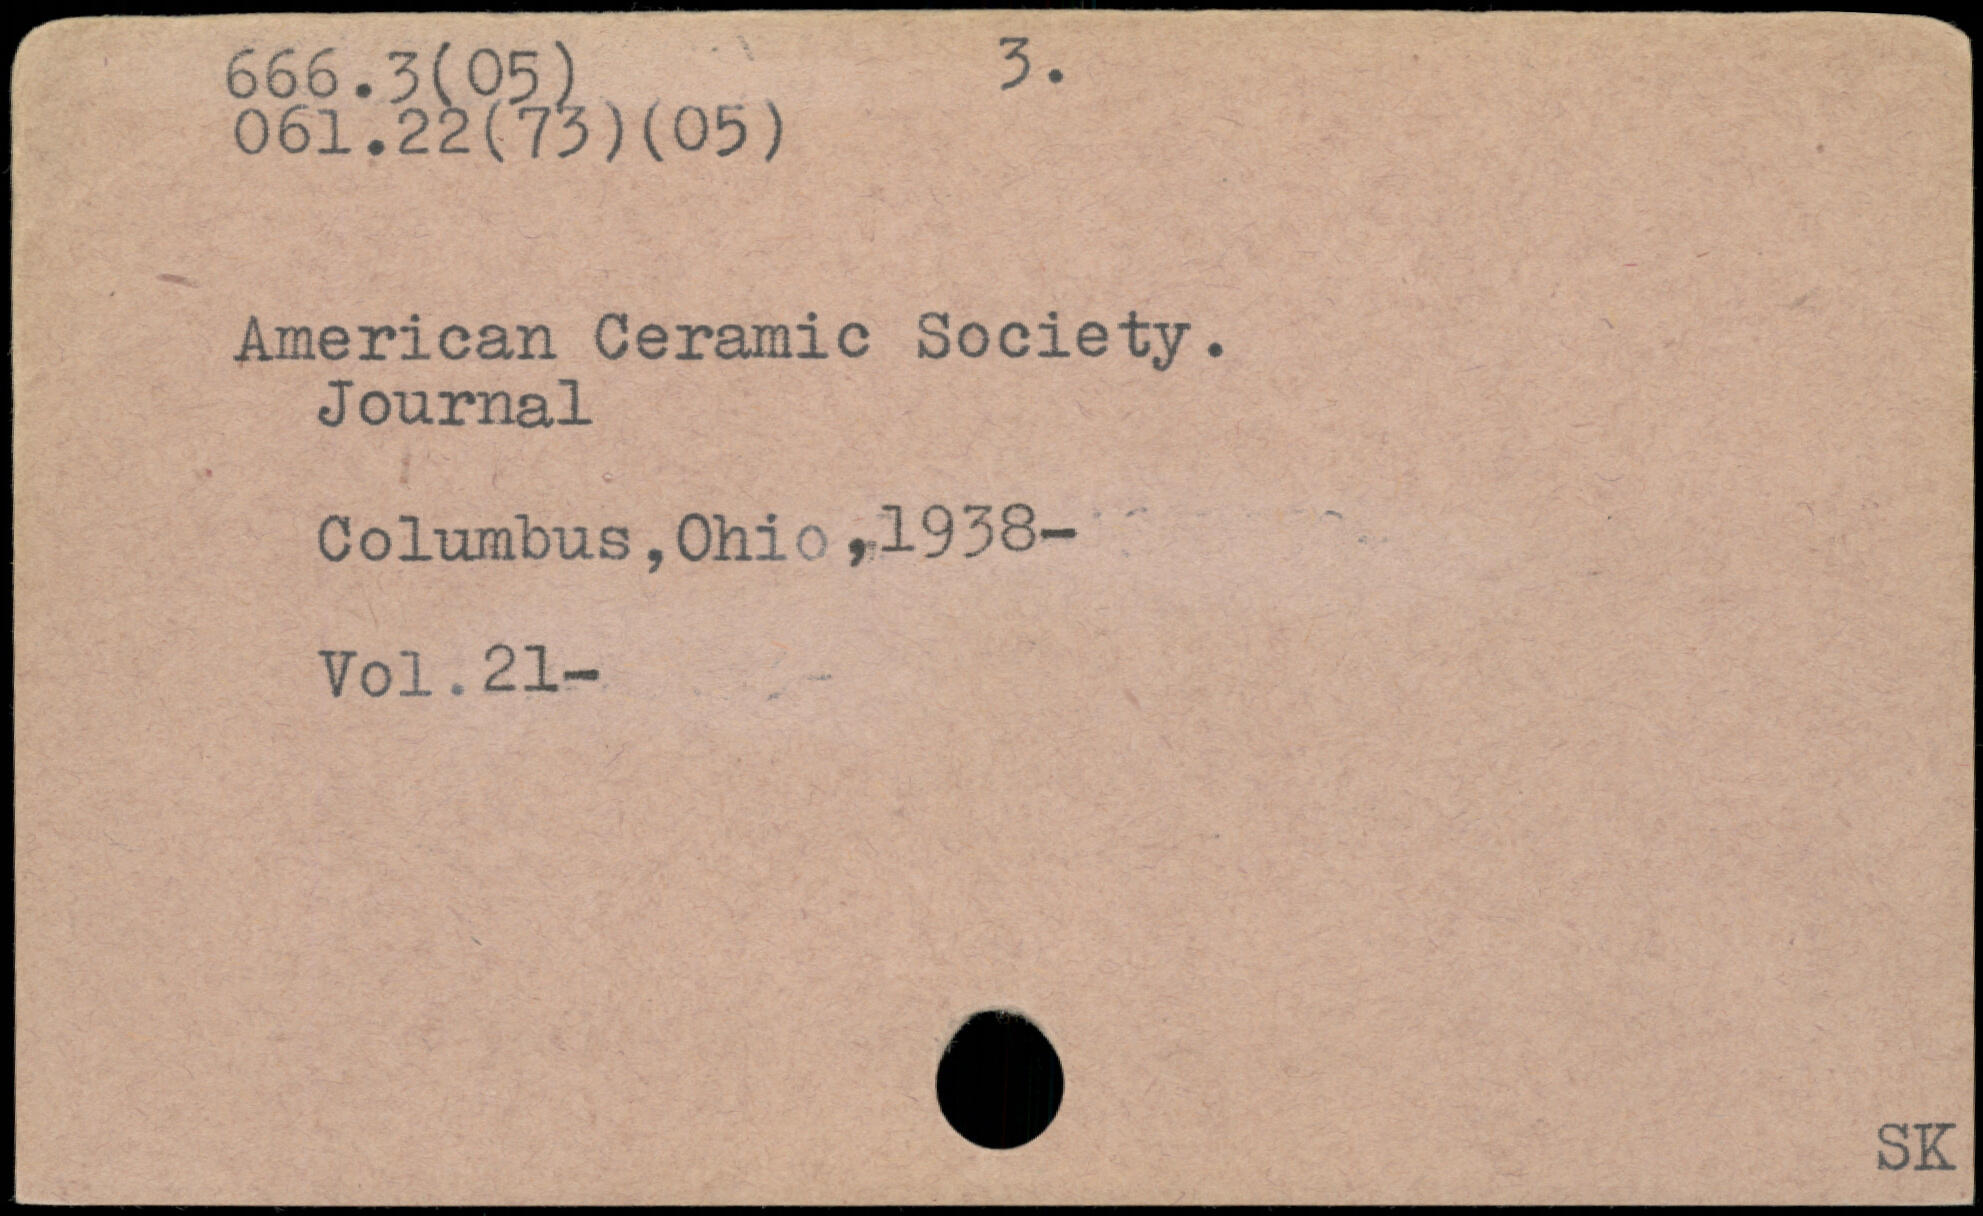 666.3(05) 3.
061.22(73)(05)
American Ceramic Society.
Journal
Columbus,Ohio,1938-
Vol.21-
SK